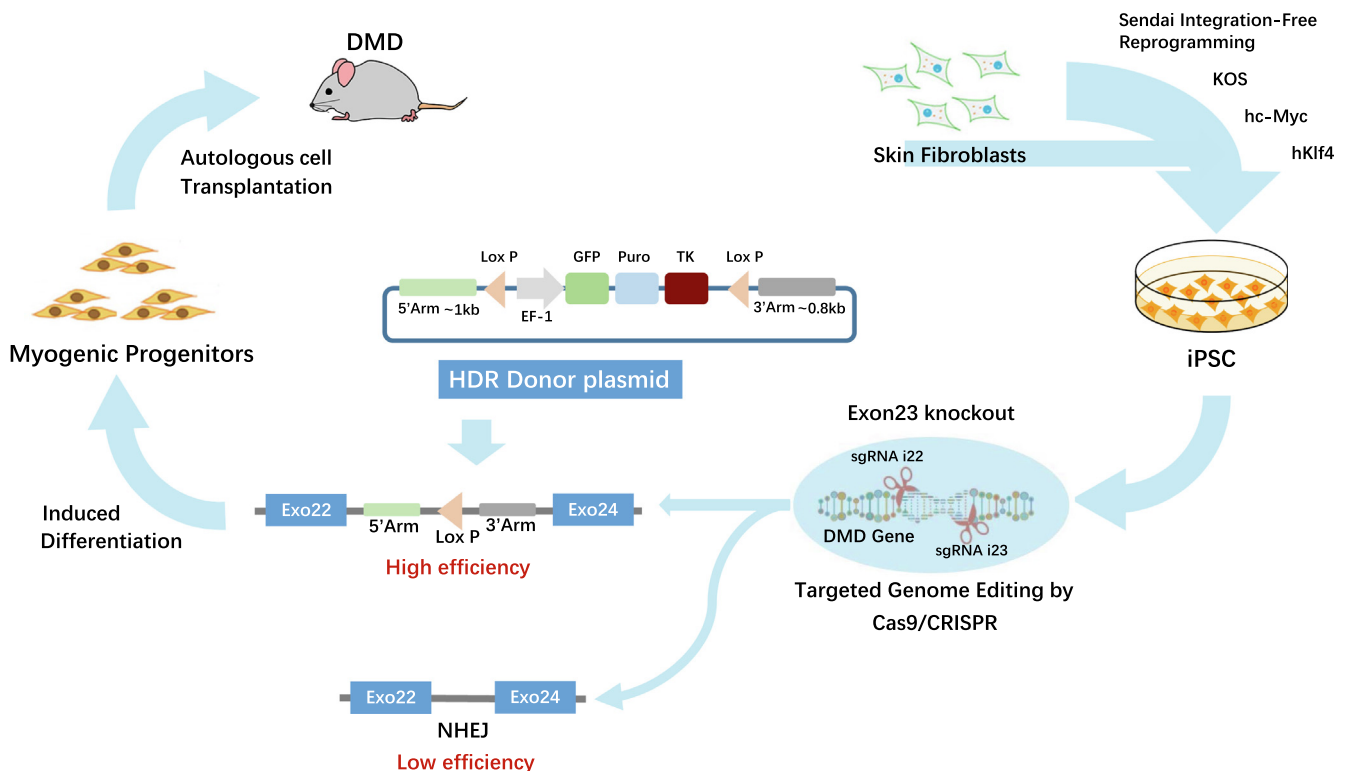 DMD
Autologous cell
Transplantation
Sendai Integration-Free
Reprogramming
KOS
hc-Myc
hKlf4
Skin Fibroblasts
Lox P
GFP
Puro
TK
Lox P
5'Arm ~1kb
EF-1
3'Arm ~0.8kb
HDR Donor plasmid
Myogenic Progenitors
iPSC
Exon23 knockout
sgRNA i22
DMD Gene
sgRNA i23
Targeted Genome Editing by
Cas9/CRISPR
Induced
Differentiation
Exo22
5'Arm
Lox P
3'Arm
Exo24
High efficiency
Exo22
Exo24
NHEJ
Low efficiency